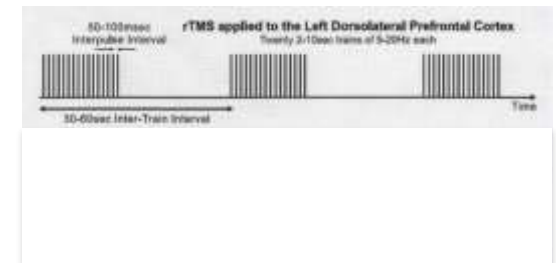 rTMS applied to the Left Dorsolateral Prefrontal Cortex
Twenty 2-10sec trains of 5-20Hz each
50-100msec
Interpulse Interval
Time
30-60sec Inter-Train Interval